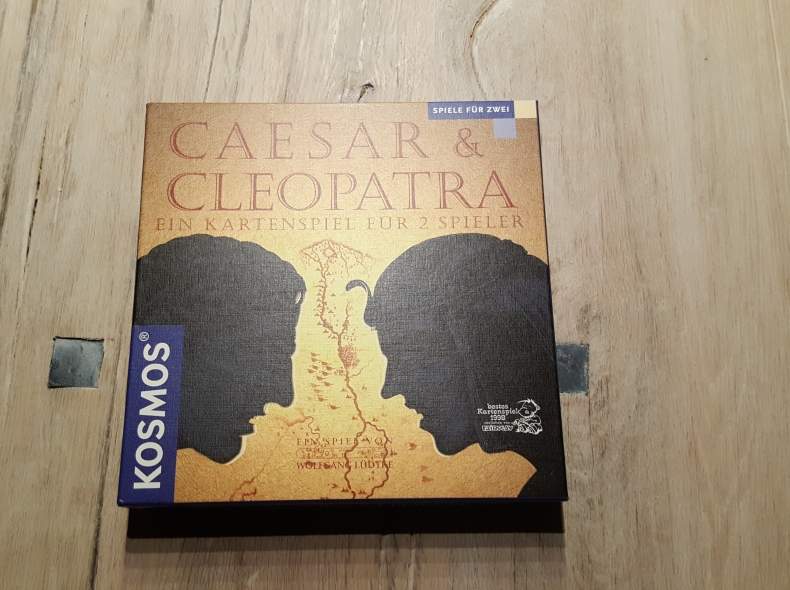 SPIELE FÜR ZWEI
CAESAR &
CLEOPATRA
EIN KARTENSPIEL FÜR 2 SPIELER
KOSMOS®
bestes
Kartenspiel
1998
EIN SPIEL VON
WOLFGANG LÜDTKE